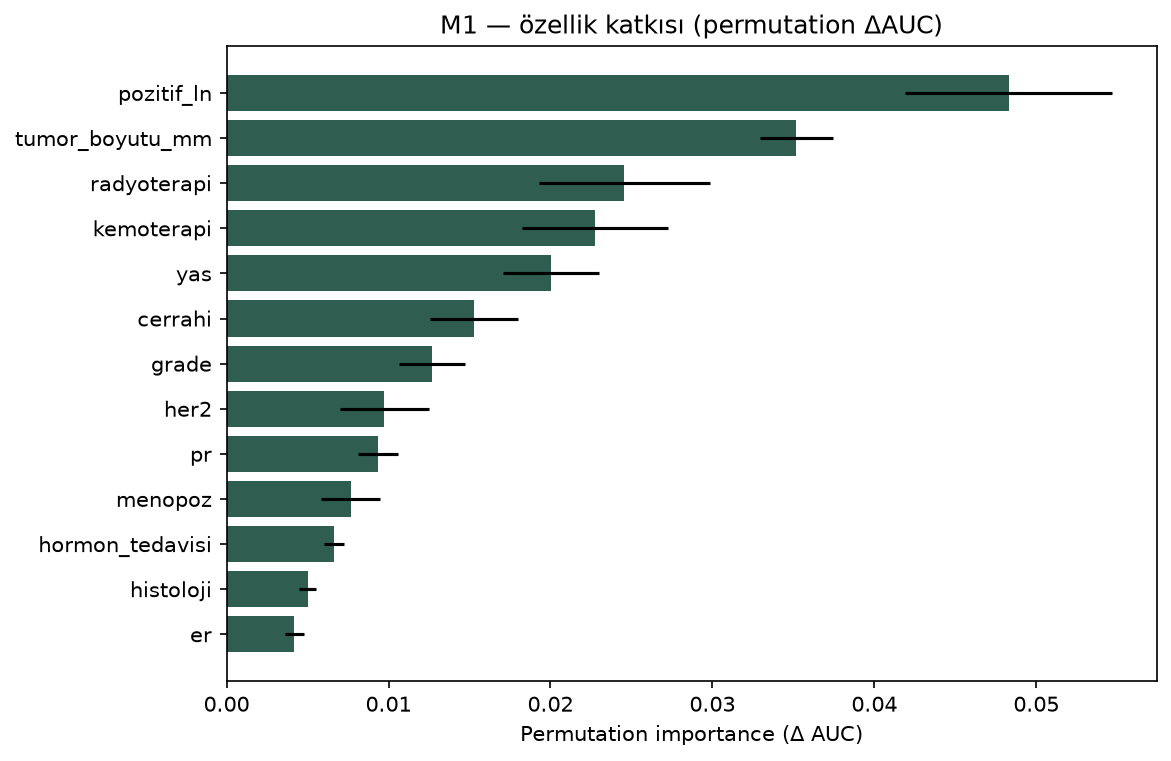 M1 — özellik katkısı (permutation ΔAUC)
pozitif_ln
tumor_boyutu_mm
radyoterapi
kemoterapi
yas
cerrahi
grade
her2
pr
menopoz
hormon_tedavisi
histoloji
er
0.00 0.01 0.02 0.03 0.04 0.05
Permutation importance (Δ AUC)